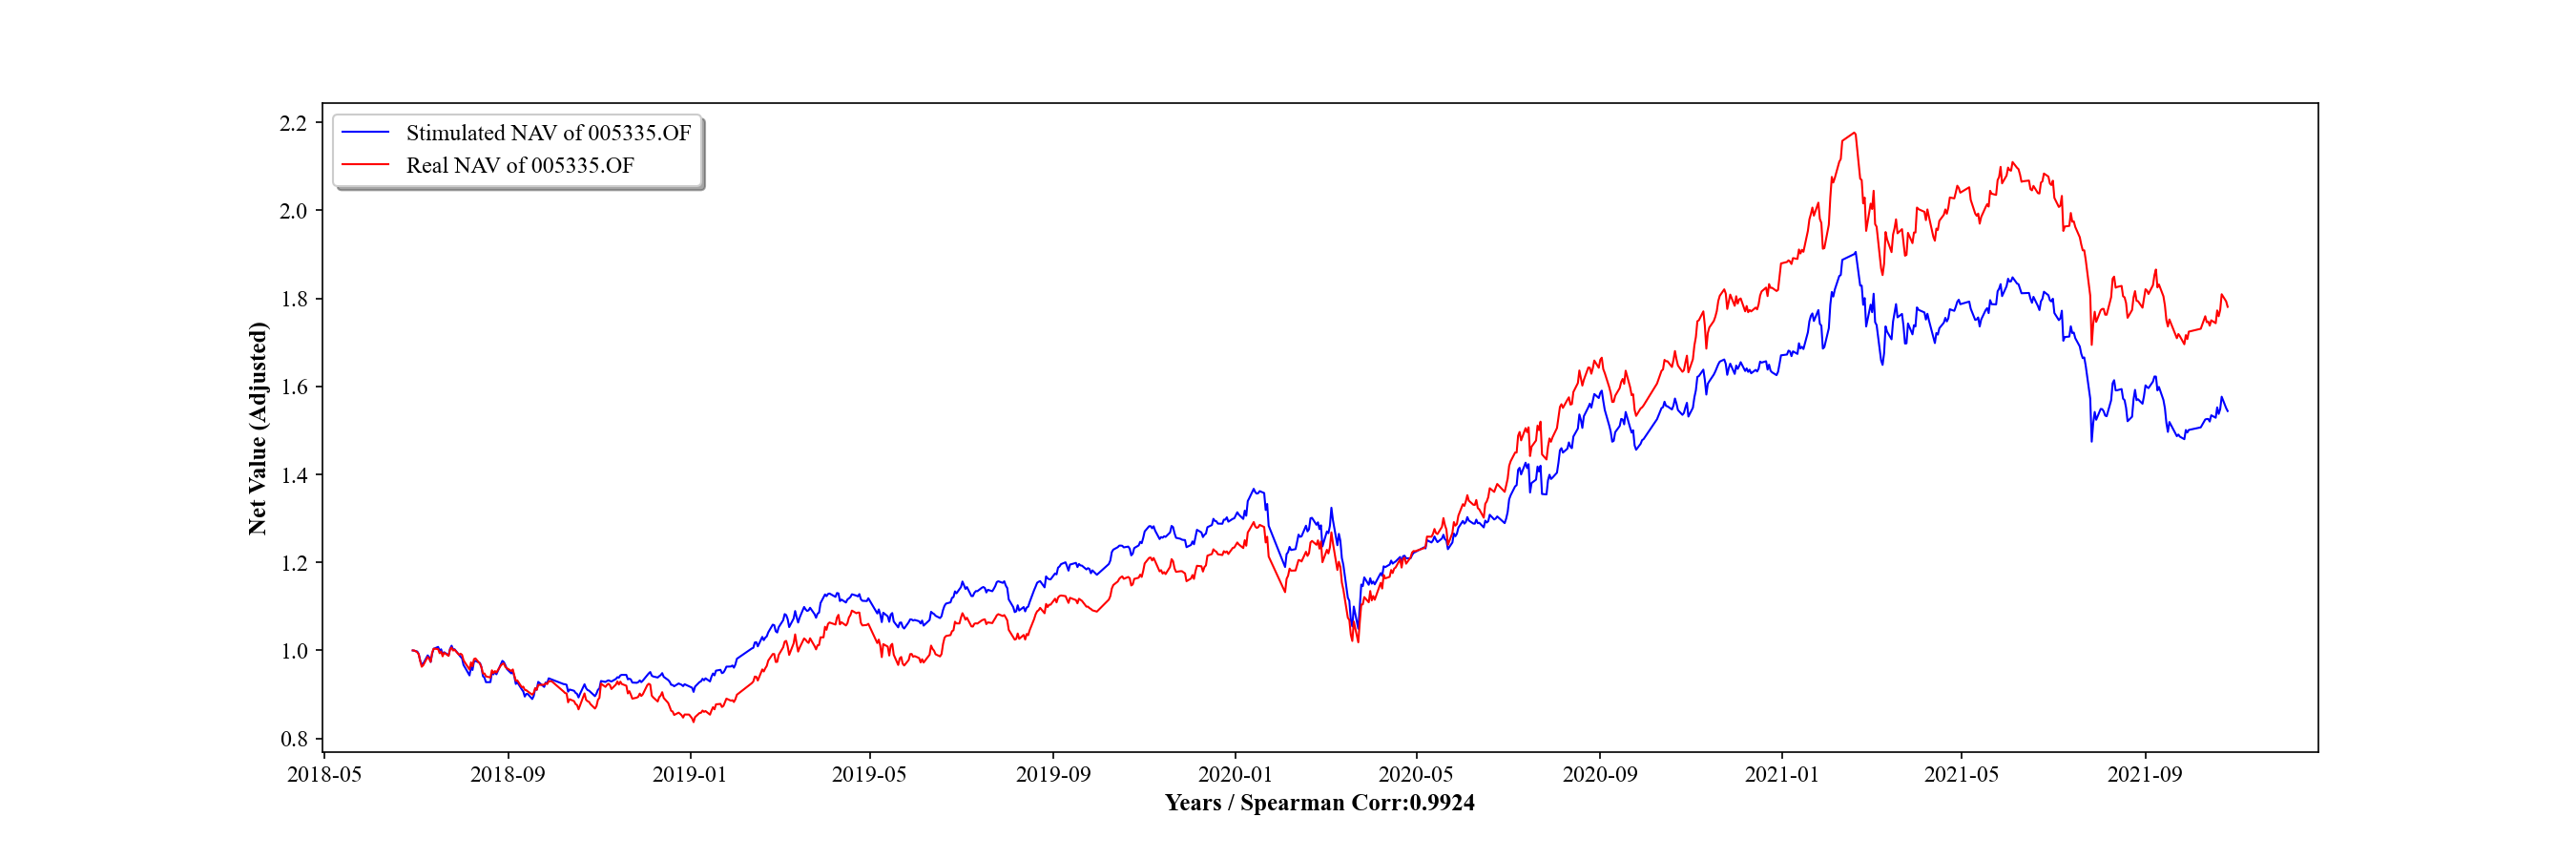 Stimulated NAV of 005335.OF
Real NAV of 005335.OF
Net Value (Adjusted)
2.2
2.0
1.8
1.6
1.4
1.2
1.0
0.8
2018-05 2018-09 2019-01 2019-05 2019-09 2020-01 2020-05 2020-09 2021-01 2021-05 2021-09
Years / Spearman Corr:0.9924